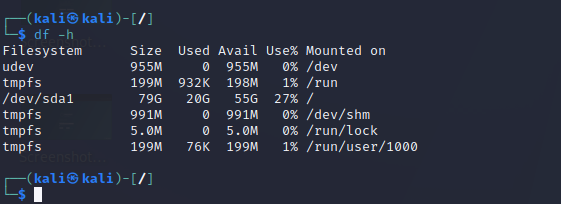 ┌──(kali㉿kali)-[/]
└─$ df -h
Filesystem      Size  Used Avail Use% Mounted on
udev            955M     0  955M   0% /dev
tmpfs           199M  932K  198M   1% /run
/dev/sda1        79G   20G   55G  27% /
tmpfs           991M     0  991M   0% /dev/shm
tmpfs           5.0M     0  5.0M   0% /run/lock
tmpfs           199M   76K  199M   1% /run/user/1000
┌──(kali㉿kali)-[/]
└─$